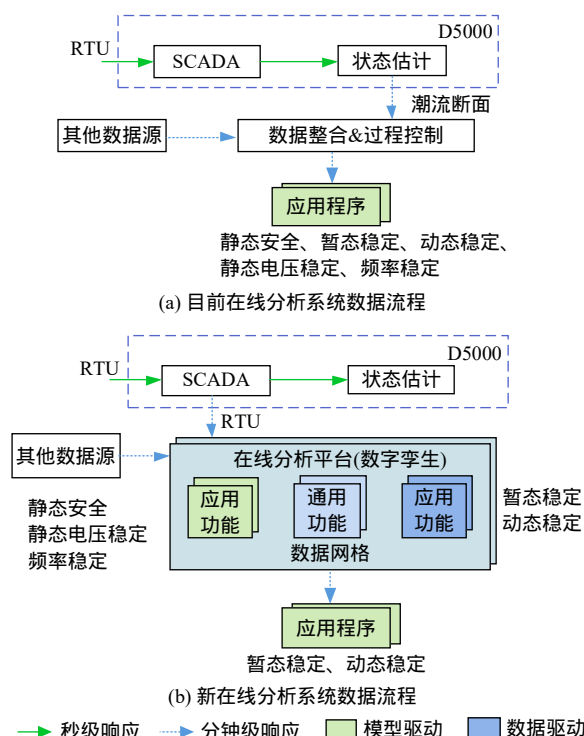 D5000
RTU
SCADA
状态估计
潮流断面
其他数据源
数据整合&过程控制
应用程序
静态安全、暂态稳定、动态稳定、
静态电压稳定、频率稳定
(a) 目前在线分析系统数据流程
D5000
RTU
SCADA
状态估计
RTU
其他数据源
在线分析平台(数字孪生)
静态安全
静态电压稳定
频率稳定
应用
功能
通用
功能
应用
功能
数据网格
暂态稳定
动态稳定
应用程序
暂态稳定、动态稳定
(b) 新在线分析系统数据流程
秒级响应 分钟级响应 模型驱动 数据驱动